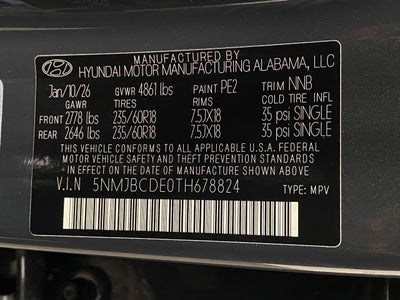 MANUFACTURED BY
HYUNDAI MOTOR MANUFACTURING ALABAMA, LLC
Jan/10/26 GVWR 4861 lbs PAINT PE2 TRIM NNB
GAWR TIRES RIMS COLD TIRE INFL
FRONT 2778 lbs 235/60R18 7.5JX18 35 psi SINGLE
REAR 2646 lbs 235/60R18 7.5JX18 35 psi SINGLE
THIS VEHICLE CONFORMS TO ALL APPLICABLE U.S. FEDERAL MOTOR
VEHICLE SAFETY AND THEFT PREVENTION STANDARDS
IN EFFECT ON THE DATE OF MANUFACTURE SHOWN ABOVE.
V.I.N 5NMJBCDE0TH678824 TYPE: MPV